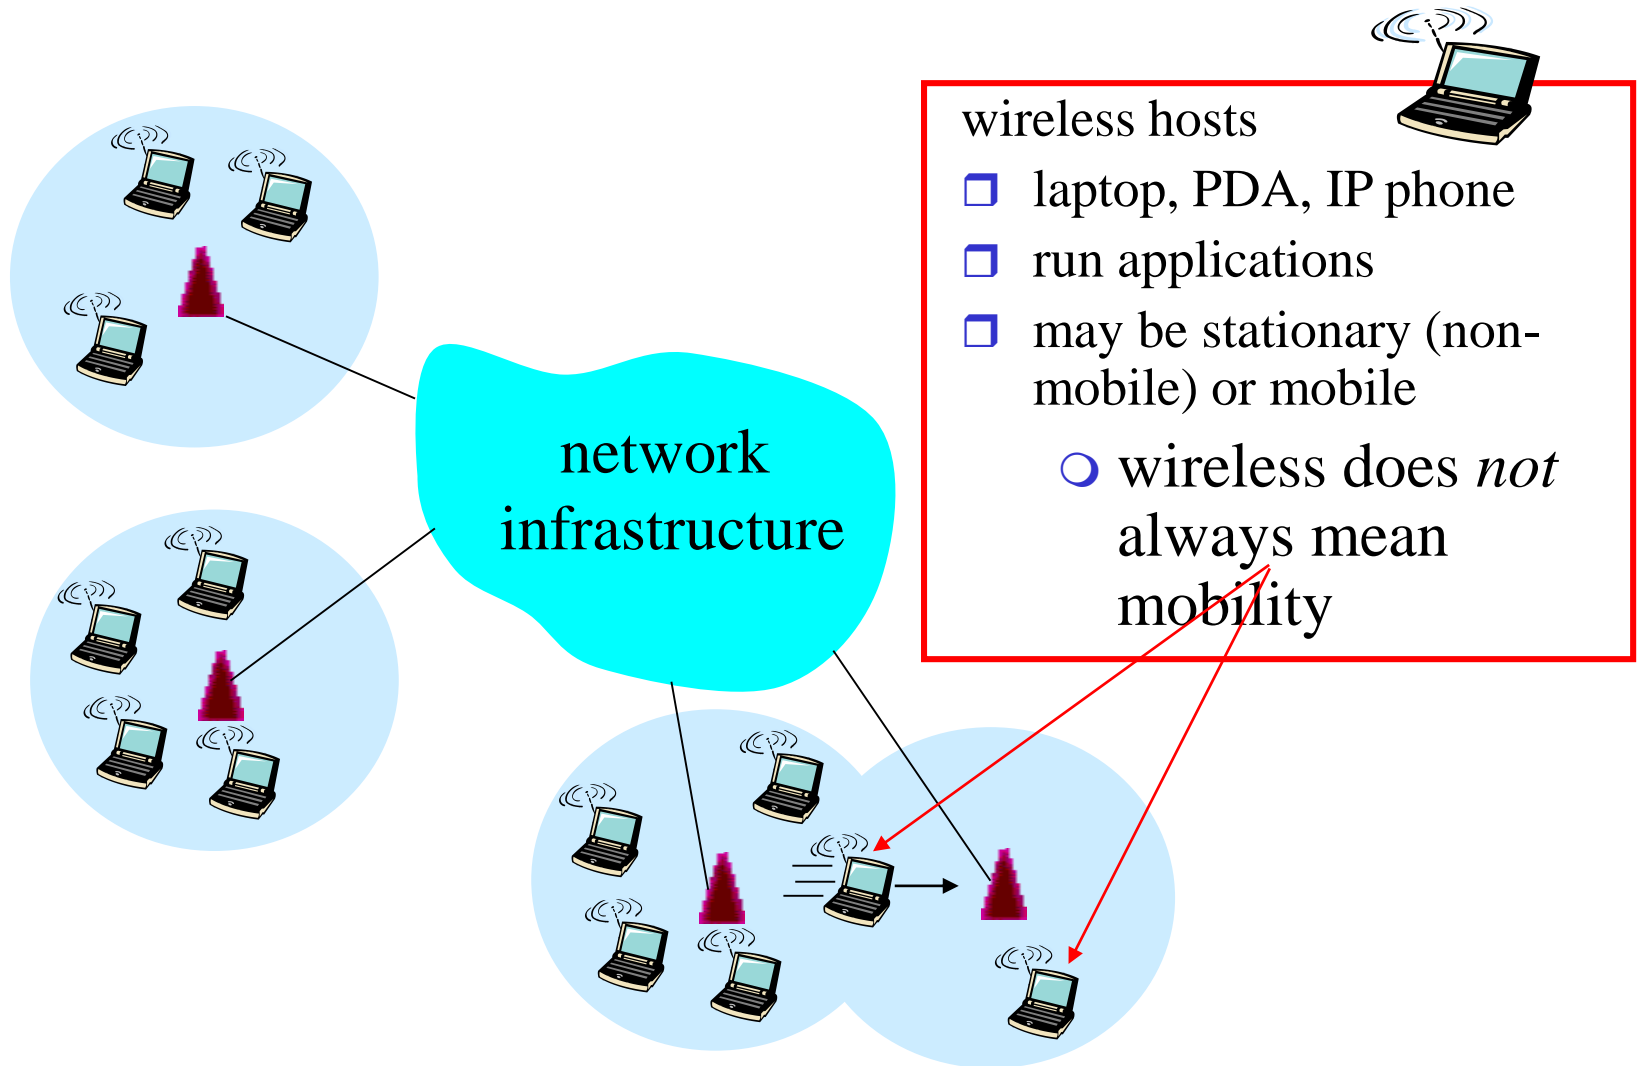 wireless hosts
laptop, PDA, IP phone
run applications
may be stationary (non-
mobile) or mobile
wireless does not
always mean
mobility
network
infrastructure